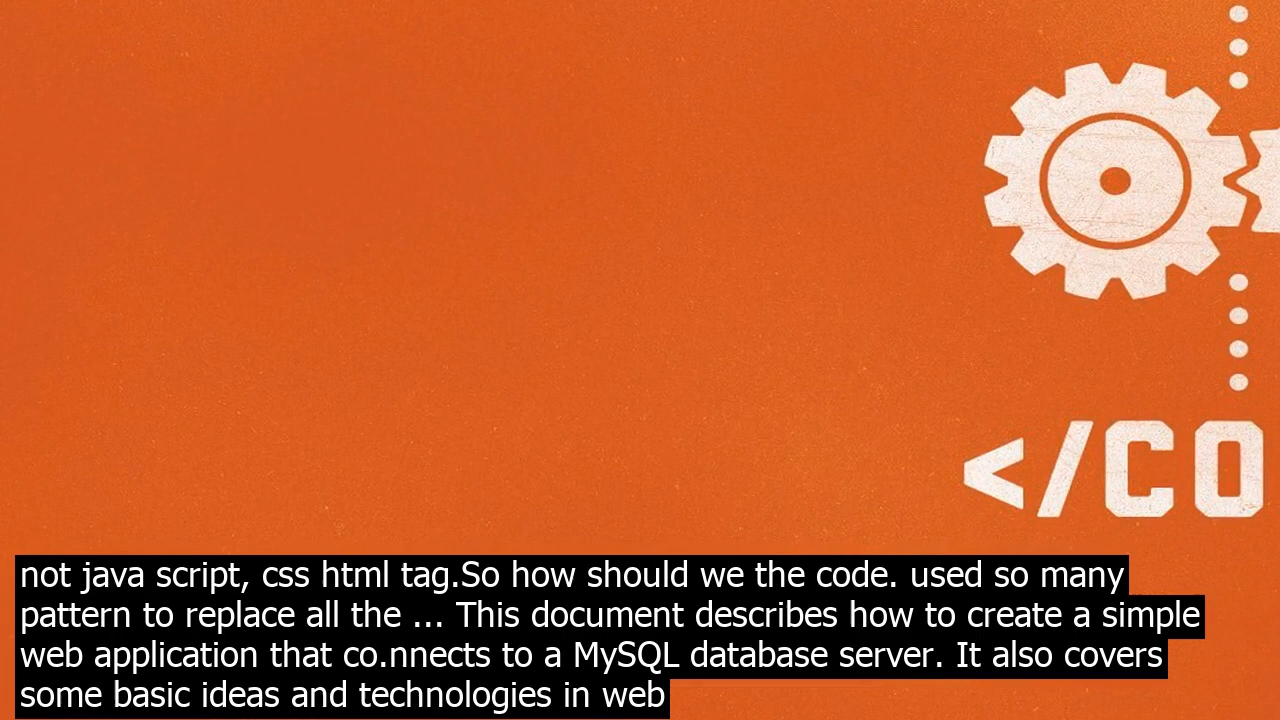 </CO
not java script, css html tag.So how should we the code. used so many
pattern to replace all the ... This document describes how to create a simple
web application that co.nnects to a MySQL database server. It also covers
some basic ideas and technologies in web